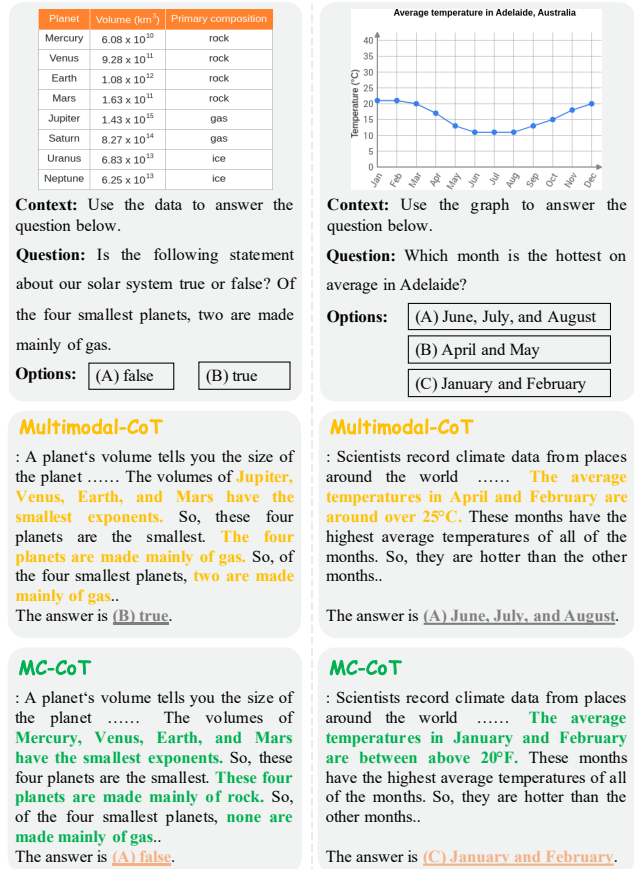 Planet Volume (km³) Primary composition
Mercury 6.08 x 10¹⁰ rock
Venus 9.28 x 10¹¹ rock
Earth 1.08 x 10¹² rock
Mars 1.63 x 10¹¹ rock
Jupiter 1.43 x 10¹⁵ gas
Saturn 8.27 x 10¹⁴ gas
Uranus 6.83 x 10¹³ ice
Neptune 6.25 x 10¹³ ice
Context: Use the data to answer the
question below.
Question: Is the following statement
about our solar system true or false? Of
the four smallest planets, two are made
mainly of gas.
Options: (A) false (B) true
Average temperature in Adelaide, Australia
Temperature (°C)
40
35
30
25
20
15
10
5
0
Jan Feb Mar Apr May Jun Jul Aug Sep Oct Nov Dec
Context: Use the graph to answer the
question below.
Question: Which month is the hottest on
average in Adelaide?
Options: (A) June, July, and August
(B) April and May
(C) January and February
Multimodal-CoT
: A planet‘s volume tells you the size of
the planet …… The volumes of Jupiter,
Venus, Earth, and Mars have the
smallest exponents. So, these four
planets are the smallest. The four
planets are made mainly of gas. So, of
the four smallest planets, two are made
mainly of gas..
The answer is (B) true.
Multimodal-CoT
: Scientists record climate data from places
around the world …… The average
temperatures in April and February are
around over 25°C. These months have the
highest average temperatures of all of the
months. So, they are hotter than the other
months..
The answer is (A) June, July, and August.
MC-CoT
: A planet‘s volume tells you the size of
the planet …… The volumes of
Mercury, Venus, Earth, and Mars
have the smallest exponents. So, these
four planets are the smallest. These four
planets are made mainly of rock. So,
of the four smallest planets, none are
made mainly of gas..
The answer is (A) false.
MC-CoT
: Scientists record climate data from places
around the world …… The average
temperatures in January and February
are between above 20°F. These months
have the highest average temperatures of all
of the months. So, they are hotter than the
other months..
The answer is (C) January and February.